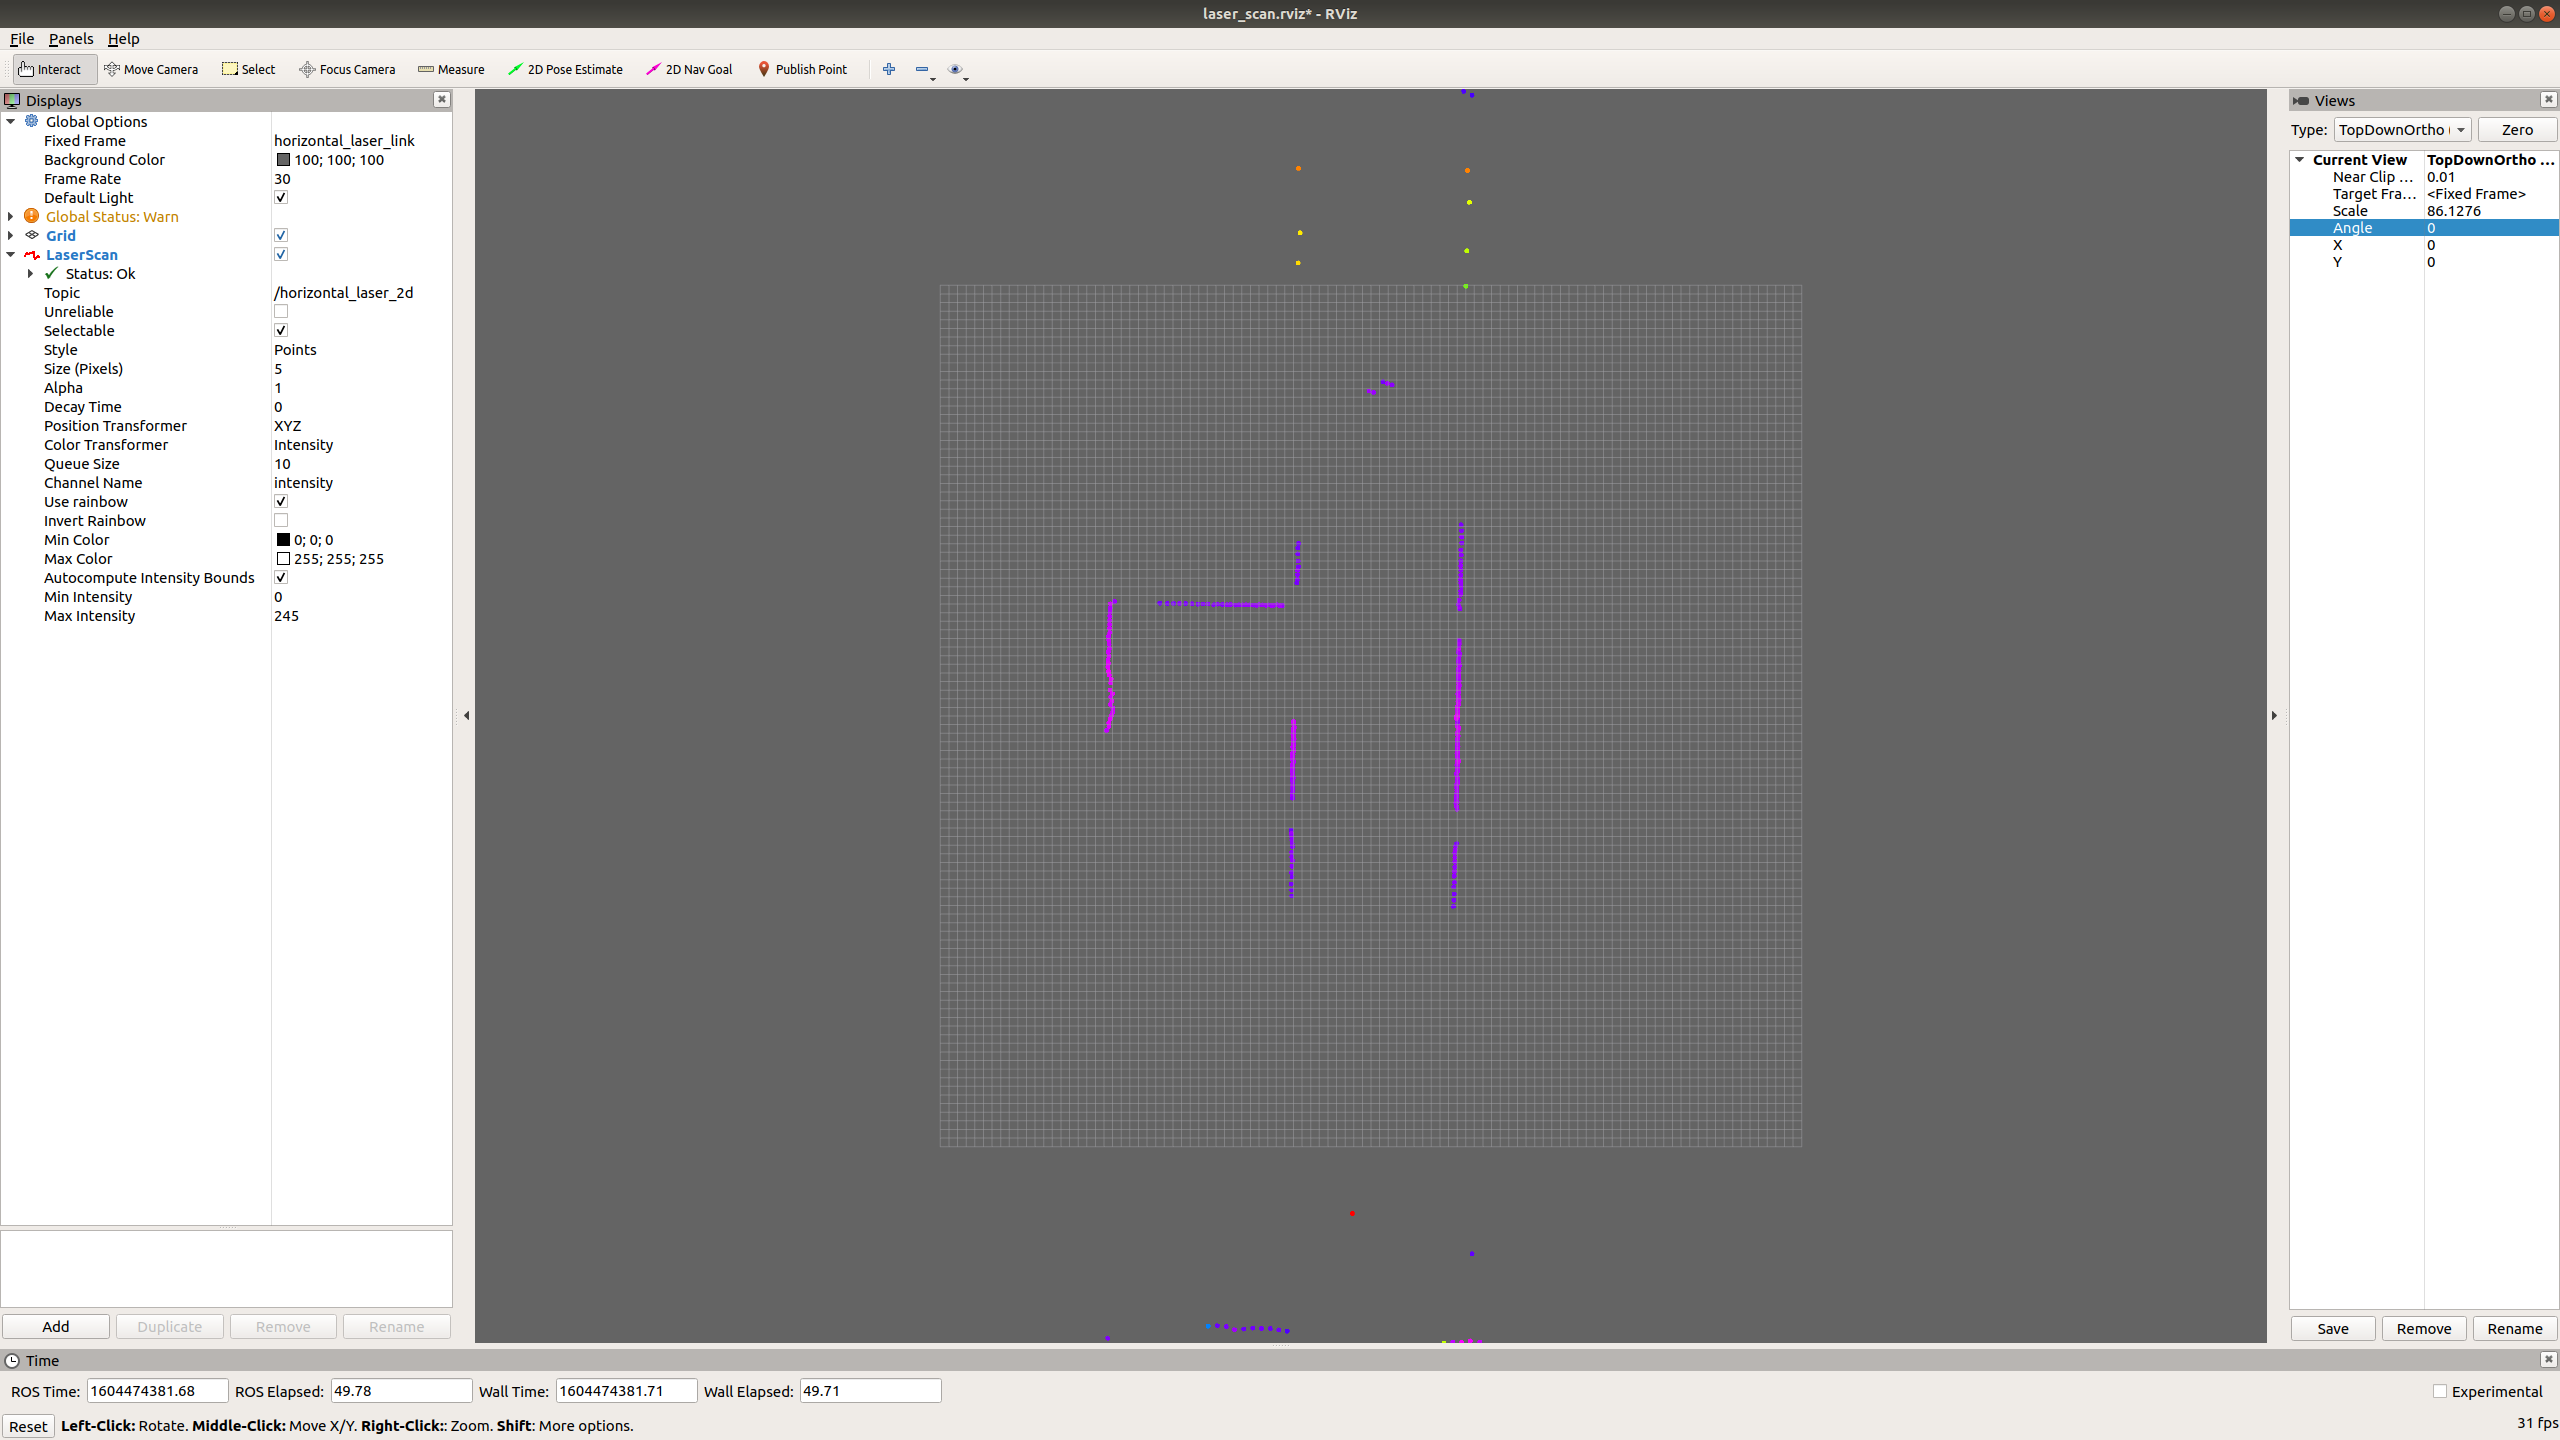 laser_scan.rviz* - RViz
File Panels Help
Interact Move Camera Select Focus Camera Measure 2D Pose Estimate 2D Nav Goal Publish Point
Displays
Global Options
Fixed Frame horizontal_laser_link
Background Color 100; 100; 100
Frame Rate 30
Default Light
Global Status: Warn
Grid
LaserScan
Status: Ok
Topic /horizontal_laser_2d
Unreliable
Selectable
Style Points
Size (Pixels) 5
Alpha 1
Decay Time 0
Position Transformer XYZ
Color Transformer Intensity
Queue Size 10
Channel Name intensity
Use rainbow
Invert Rainbow
Min Color 0; 0; 0
Max Color 255; 255; 255
Autocompute Intensity Bounds
Min Intensity 0
Max Intensity 245
Add Duplicate Remove Rename
Views
Type: TopDownOrtho Zero
Current View TopDownOrtho ...
Near Clip ... 0.01
Target Fra... <Fixed Frame>
Scale 86.1276
Angle 0
X 0
Y 0
Save Remove Rename
Time
ROS Time: 1604474381.68 ROS Elapsed: 49.78 Wall Time: 1604474381.71 Wall Elapsed: 49.71 Experimental
Reset Left-Click: Rotate. Middle-Click: Move X/Y. Right-Click:: Zoom. Shift: More options. 31 fps